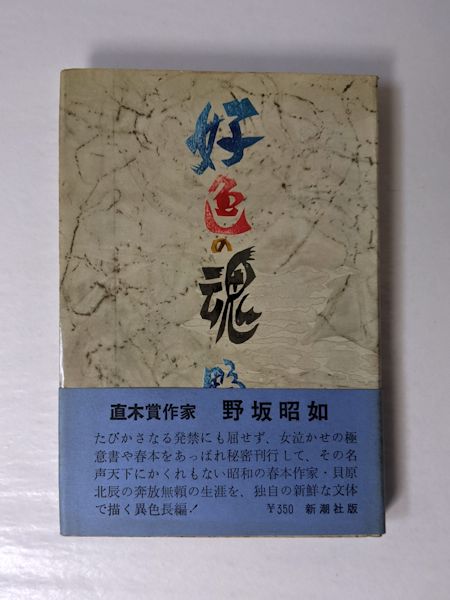 好色の魂
野
直木賞作家 野坂昭如
たびかさなる発禁にも屈せず、女泣かせの極
意書や春本をあっぱれ秘密刊行して、その名
声天下にかくれもない昭和の春本作家・貝原
北辰の奔放無頼の生涯を、独自の新鮮な文体
で描く異色長編！
¥350 新潮社版